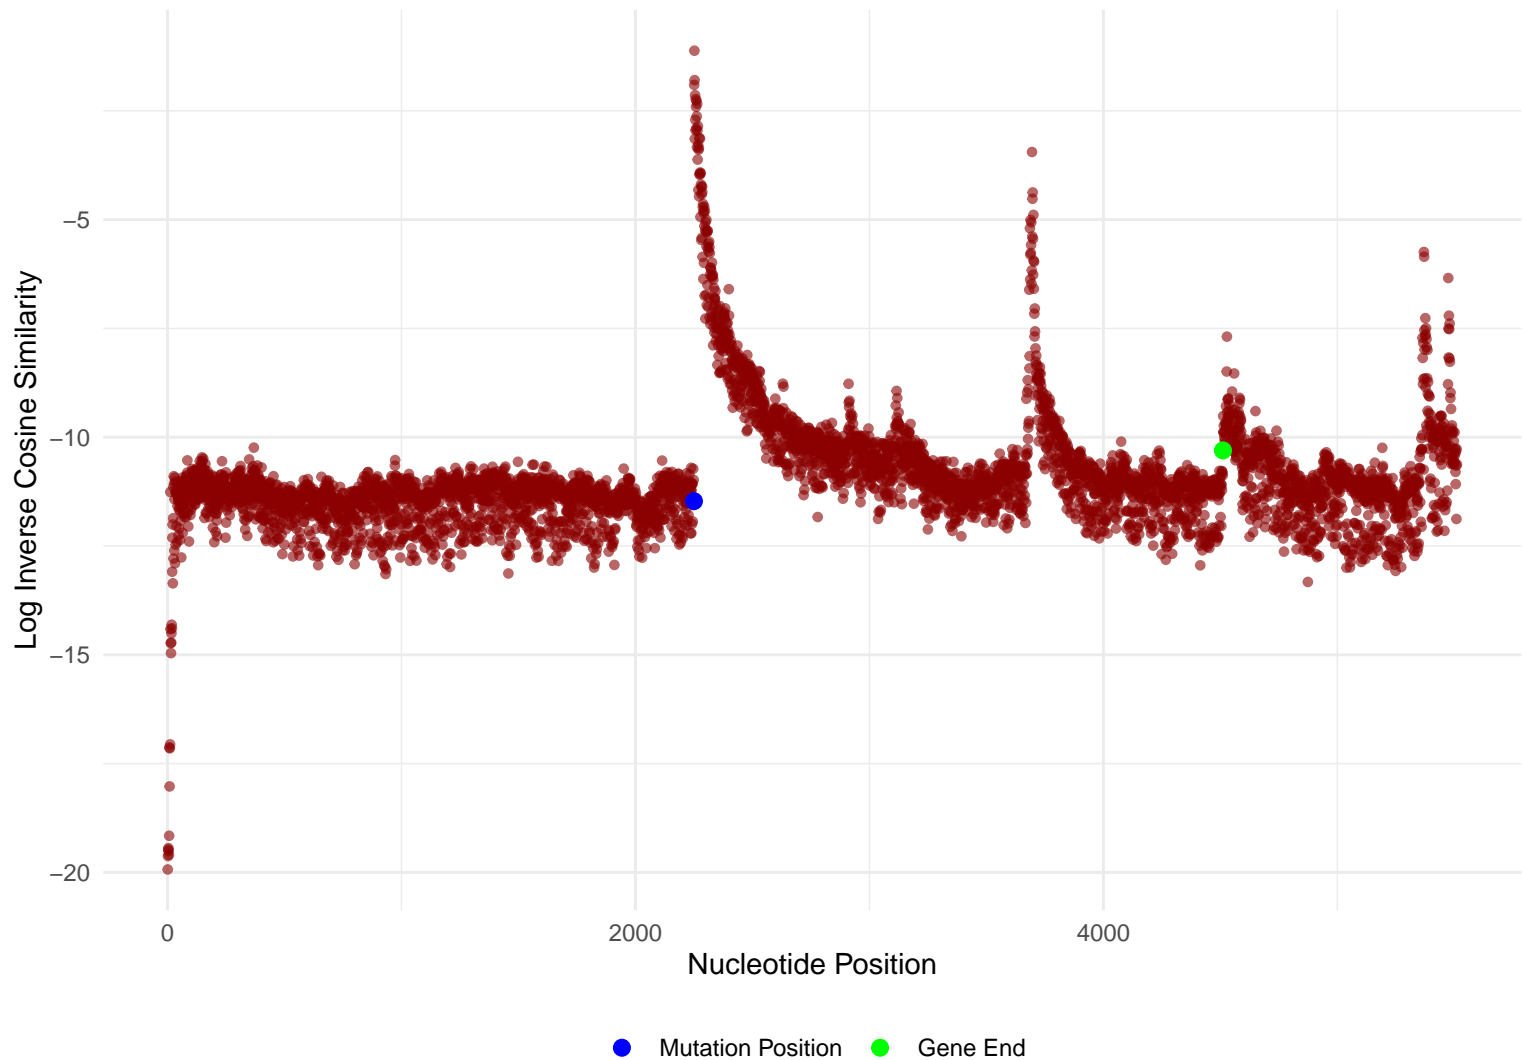 Log Inverse Cosine Similarity
−5
−10
−15
−20
0 2000 4000
Nucleotide Position
Mutation Position Gene End